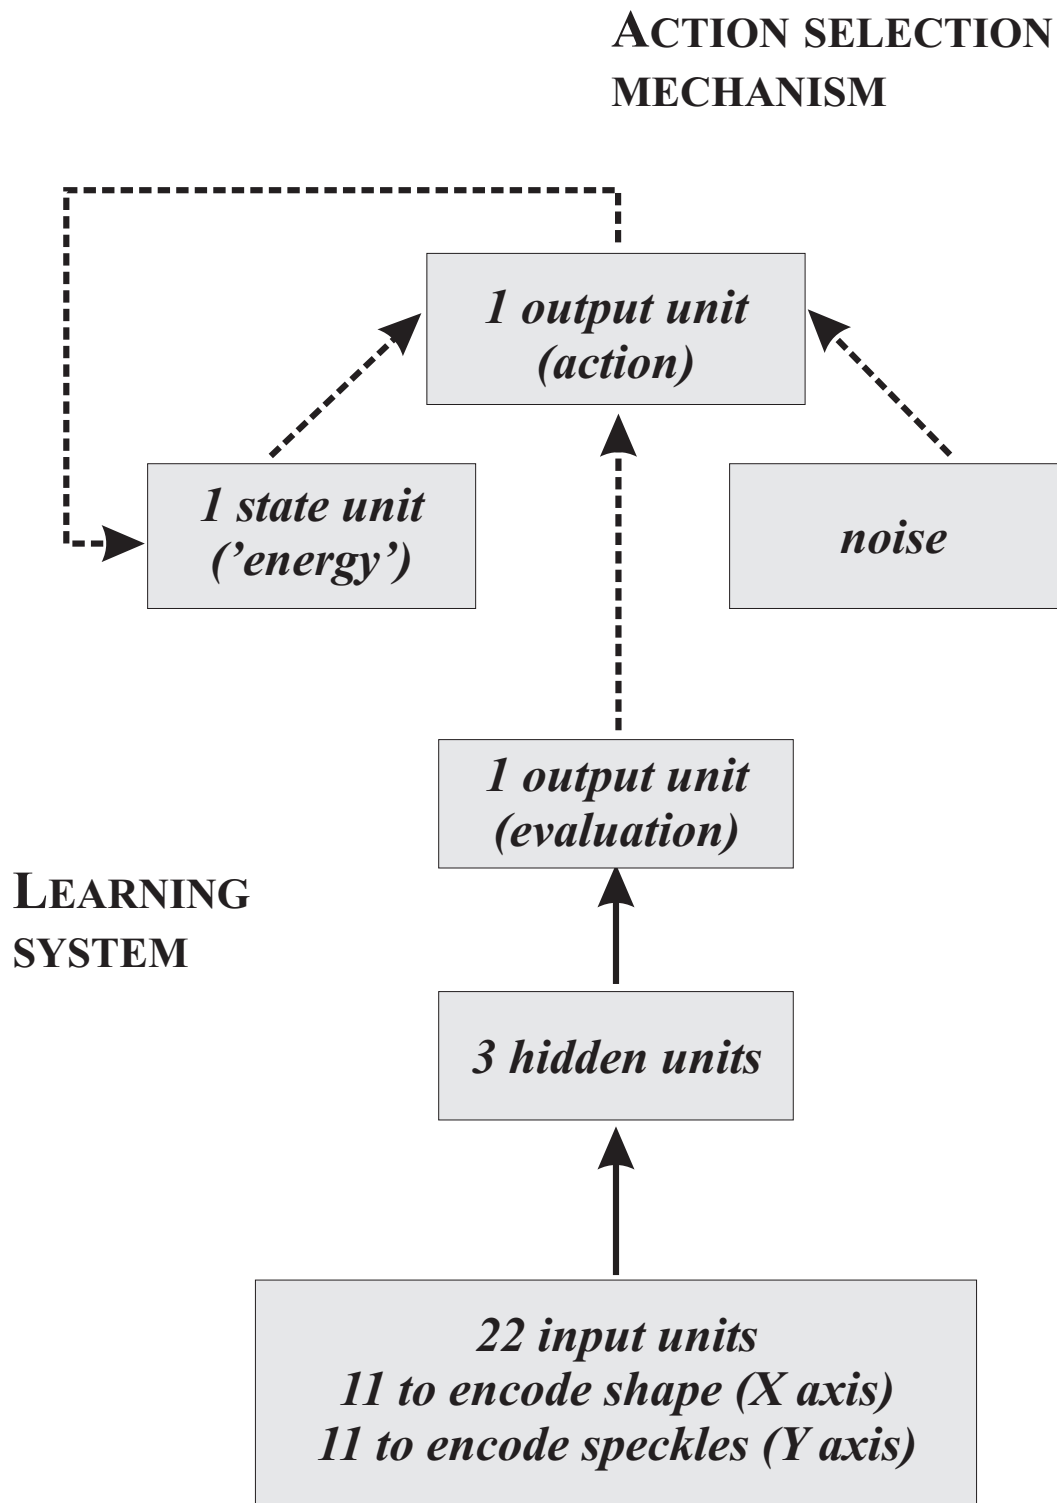 ACTION SELECTION
MECHANISM
1 output unit
(action)
1 state unit
('energy')
noise
1 output unit
(evaluation)
LEARNING
SYSTEM
3 hidden units
22 input units
11 to encode shape (X axis)
11 to encode speckles (Y axis)